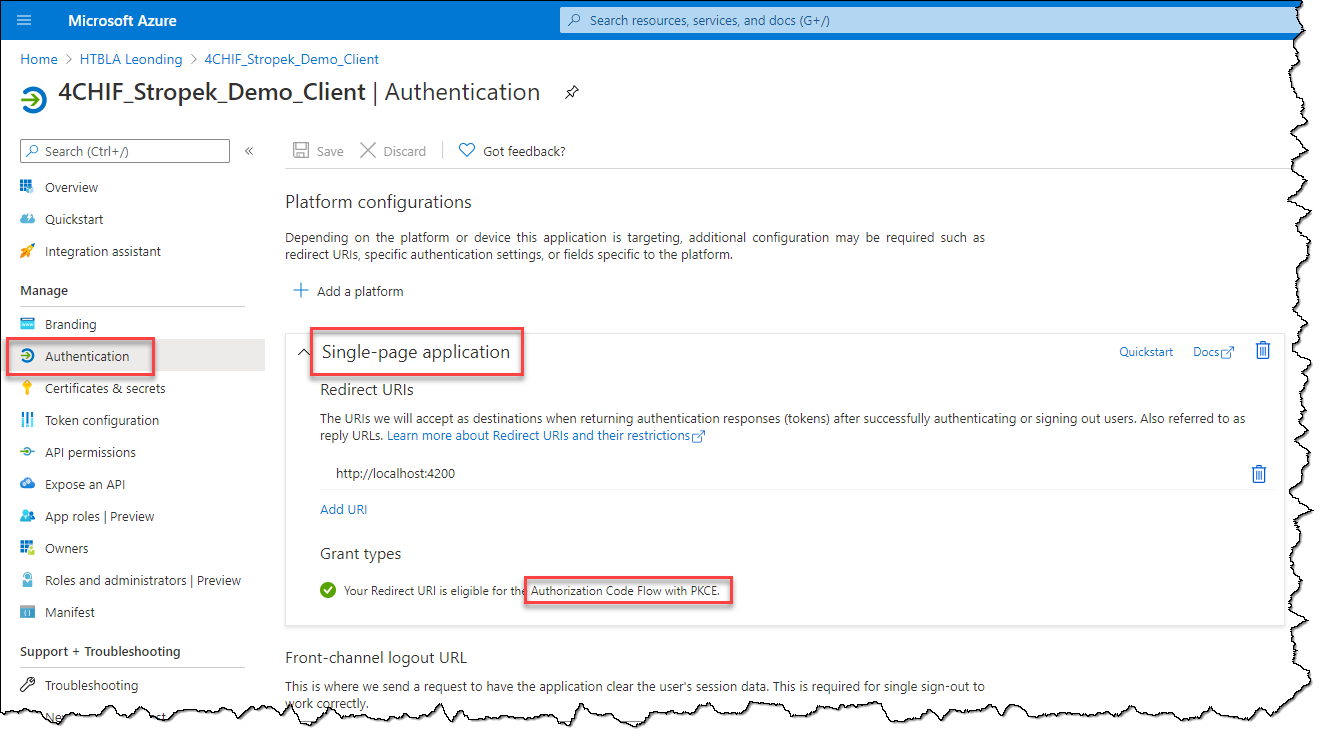 Microsoft Azure
Search resources, services, and docs (G+/)
Home > HTBLA Leonding > 4CHIF_Stropek_Demo_Client
4CHIF_Stropek_Demo_Client | Authentication
Search (Ctrl+/)
«
Save
Discard
Got feedback?
Overview
Quickstart
Integration assistant
Manage
Branding
Authentication
Certificates & secrets
Token configuration
API permissions
Expose an API
App roles | Preview
Owners
Roles and administrators | Preview
Manifest
Support + Troubleshooting
Troubleshooting
Platform configurations
Depending on the platform or device this application is targeting, additional configuration may be required such as
redirect URIs, specific authentication settings, or fields specific to the platform.
Add a platform
Single-page application
Quickstart
Docs
Redirect URIs
The URIs we will accept as destinations when returning authentication responses (tokens) after successfully authenticating or signing out users. Also referred to as
reply URLs. Learn more about Redirect URIs and their restrictions
http://localhost:4200
Add URI
Grant types
Your Redirect URI is eligible for the Authorization Code Flow with PKCE.
Front-channel logout URL
This is where we send a request to have the application clear the user's session data. This is required for single sign-out to
work correctly.